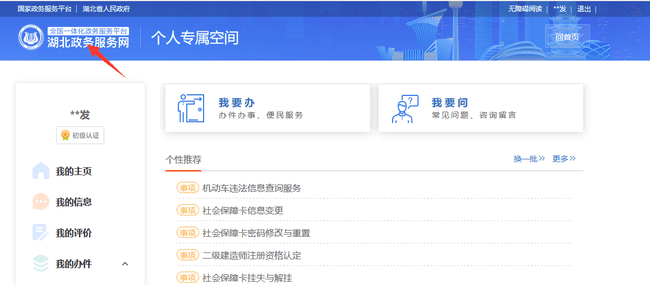 国家政务服务平台 | 湖北省人民政府 无障碍阅读 | **发 | 退出 |
全国一体化政务服务平台
湖北政务服务网 个人专属空间 回首页
**发
初级认证
我的主页
我的信息
我的评价
我的办件
我要办
办件办事、便民服务
我要问
常见问题、咨询留言
个性推荐 换一批 更多
事项 机动车违法信息查询服务
事项 社会保障卡信息变更
事项 社会保障卡密码修改与重置
事项 二级建造师注册资格认定
事项 社会保障卡挂失与解挂